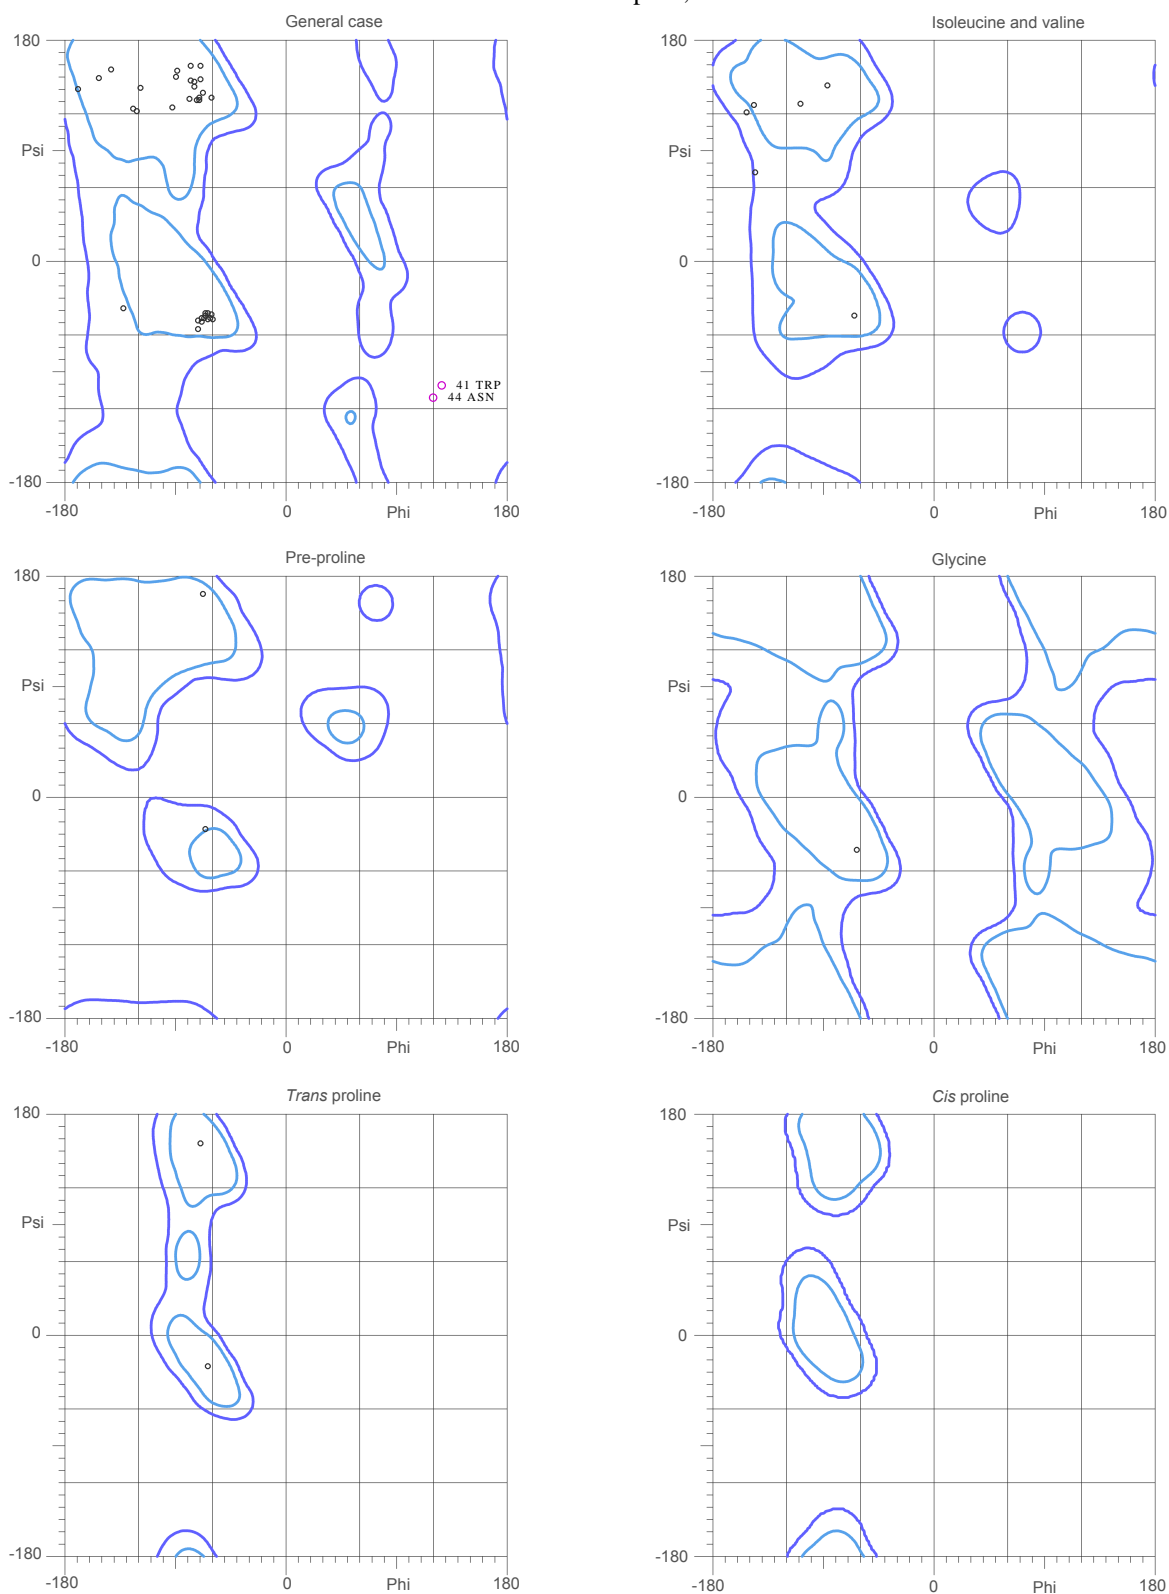 General case
Isoleucine and valine
180
180
Psi
Psi
0
0
41 TRP
44 ASN
-180
-180
-180
0
Phi
180
-180
0
Phi
180
Pre-proline
Glycine
180
180
Psi
Psi
0
0
-180
-180
-180
0
Phi
180
-180
0
Phi
180
Trans proline
Cis proline
180
180
Psi
Psi
0
0
-180
-180
-180
0
Phi
180
-180
0
Phi
180